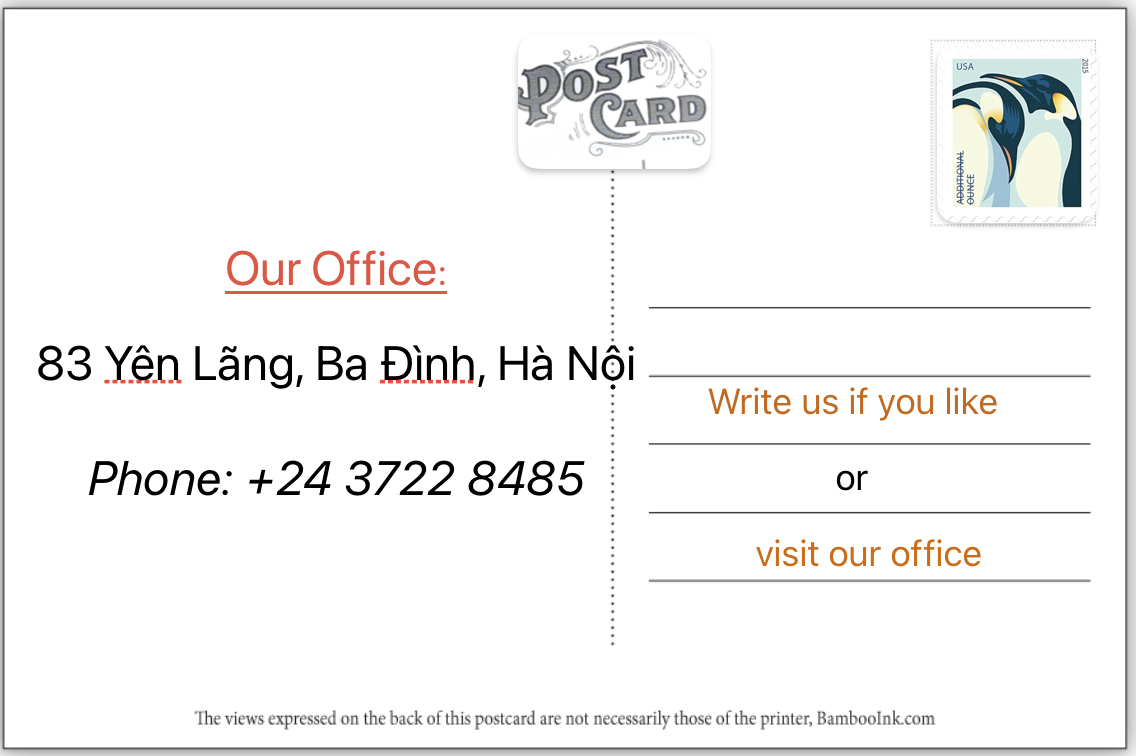 POST
CARD
USA
2015
ADDITIONAL
OUNCE
Our Office:
83 Yên Lãng, Ba Đình, Hà Nội
Phone: +24 3722 8485
Write us if you like
or
visit our office
The views expressed on the back of this postcard are not necessarily those of the printer, BambooInk.com